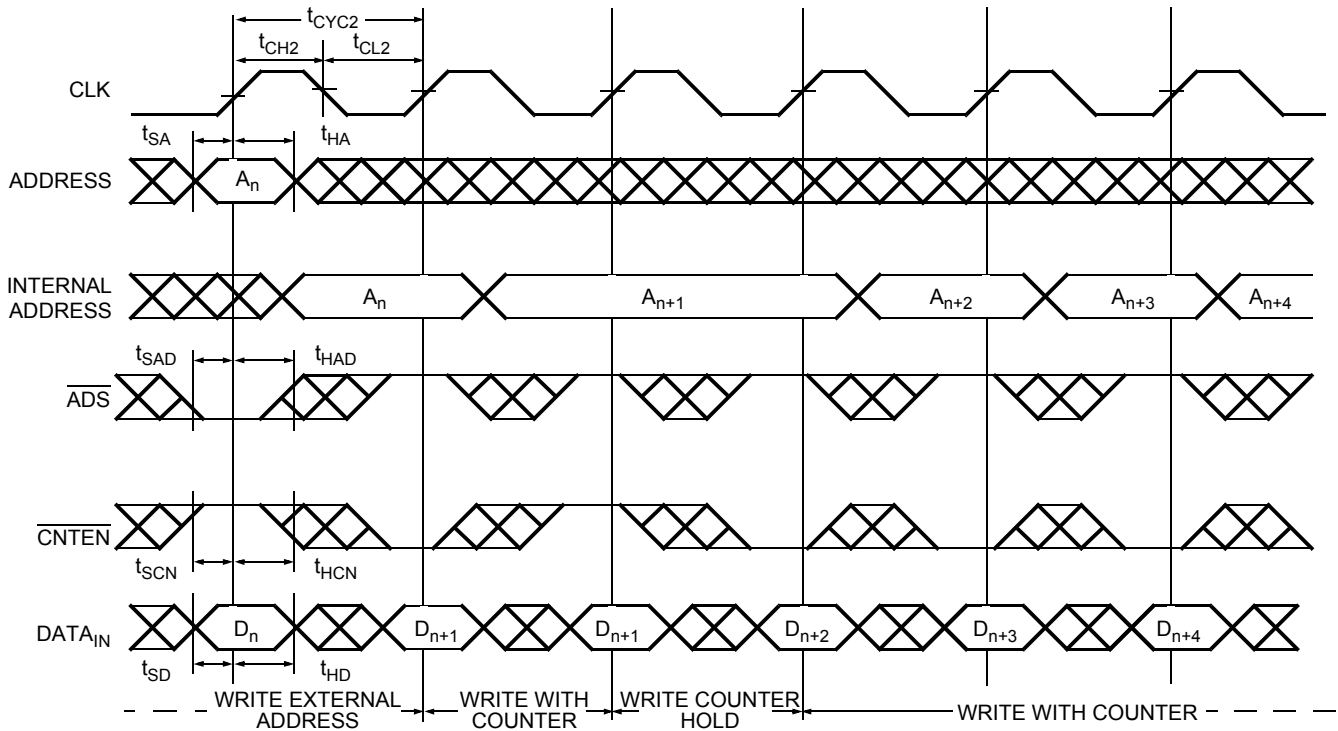 tCYC2
tCH2 tCL2
CLK
tSA tHA
ADDRESS An
INTERNAL ADDRESS An An+1 An+2 An+3 An+4
tSAD tHAD
ADS
CNTEN
tSCN tHCN
DATAIN Dn Dn+1 Dn+1 Dn+2 Dn+3 Dn+4
tSD tHD
WRITE EXTERNAL
ADDRESS
WRITE WITH
COUNTER
WRITE COUNTER
HOLD
WRITE WITH COUNTER